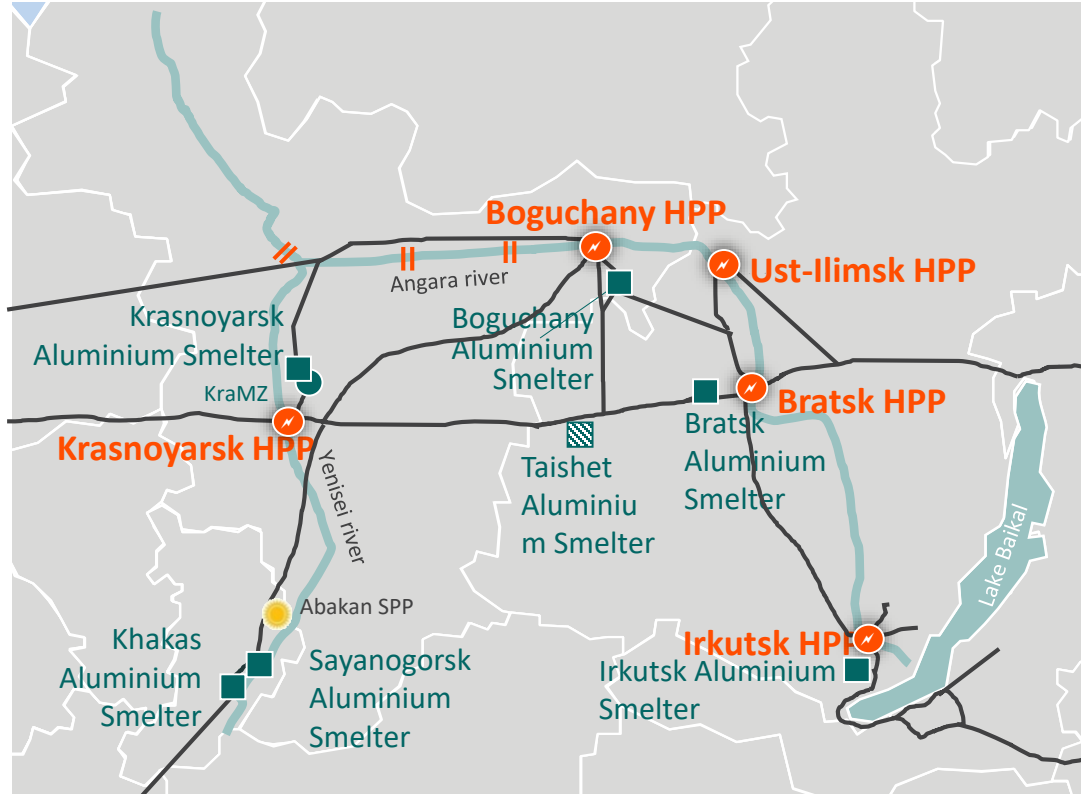 Boguchany HPP
Ust-Ilimsk HPP
Angara river
Krasnoyarsk
Aluminium Smelter
Boguchany
Aluminium
Smelter
KraMZ
Bratsk HPP
Krasnoyarsk HPP
Bratsk
Aluminium
Smelter
Taishet
Aluminiu
m Smelter
Yenisei river
Lake Baikal
Abakan SPP
Khakas
Aluminium
Smelter
Sayanogorsk
Aluminium
Smelter
Irkutsk HPP
Irkutsk Aluminium
Smelter